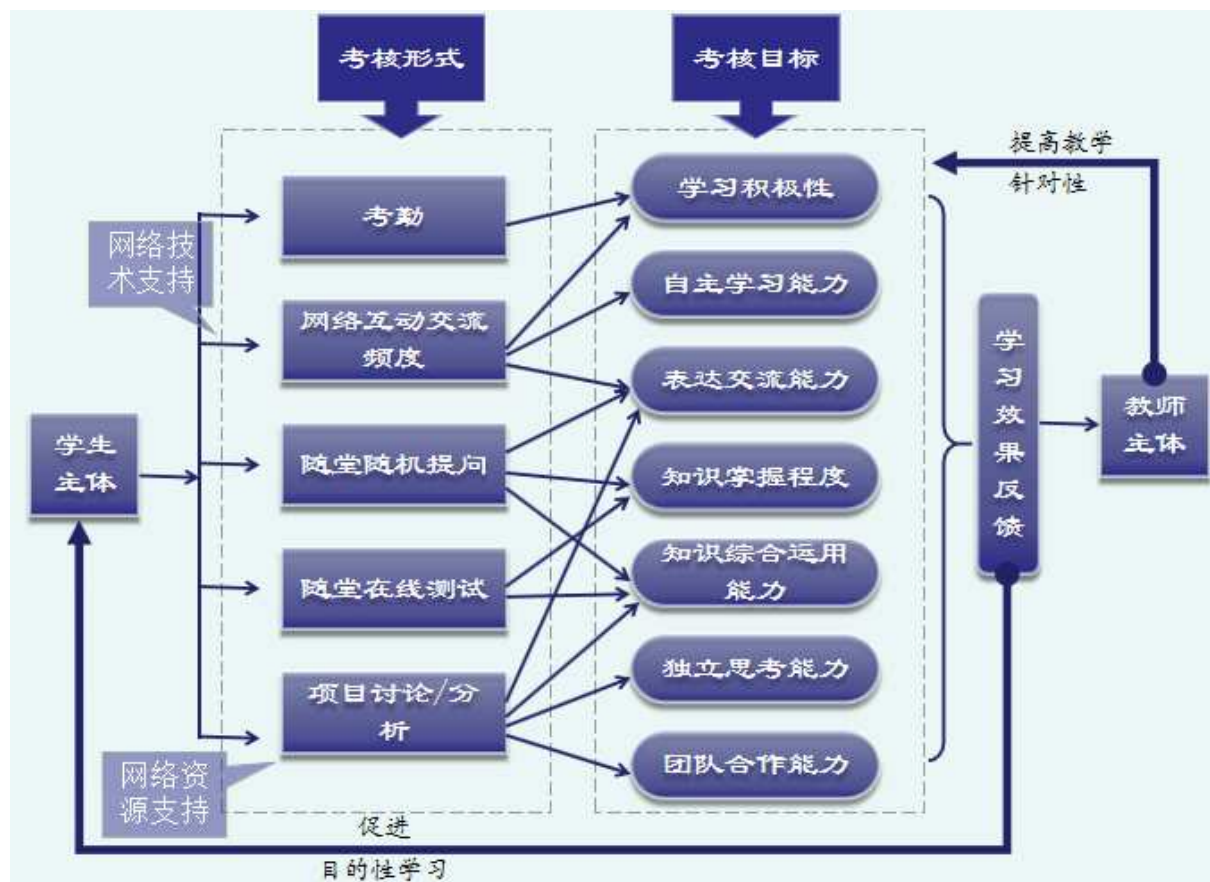 考核形式
考核目标
提高教学
针对性
网络技
术支持
考勤
网络互动交流
频度
随堂随机提问
随堂在线测试
项目讨论/分
析
学习积极性
自主学习能力
表达交流能力
知识掌握程度
知识综合运用
能力
独立思考能力
团队合作能力
学生
主体
学
习
效
果
反
馈
教师
主体
网络资
源支持
促进
目的性学习